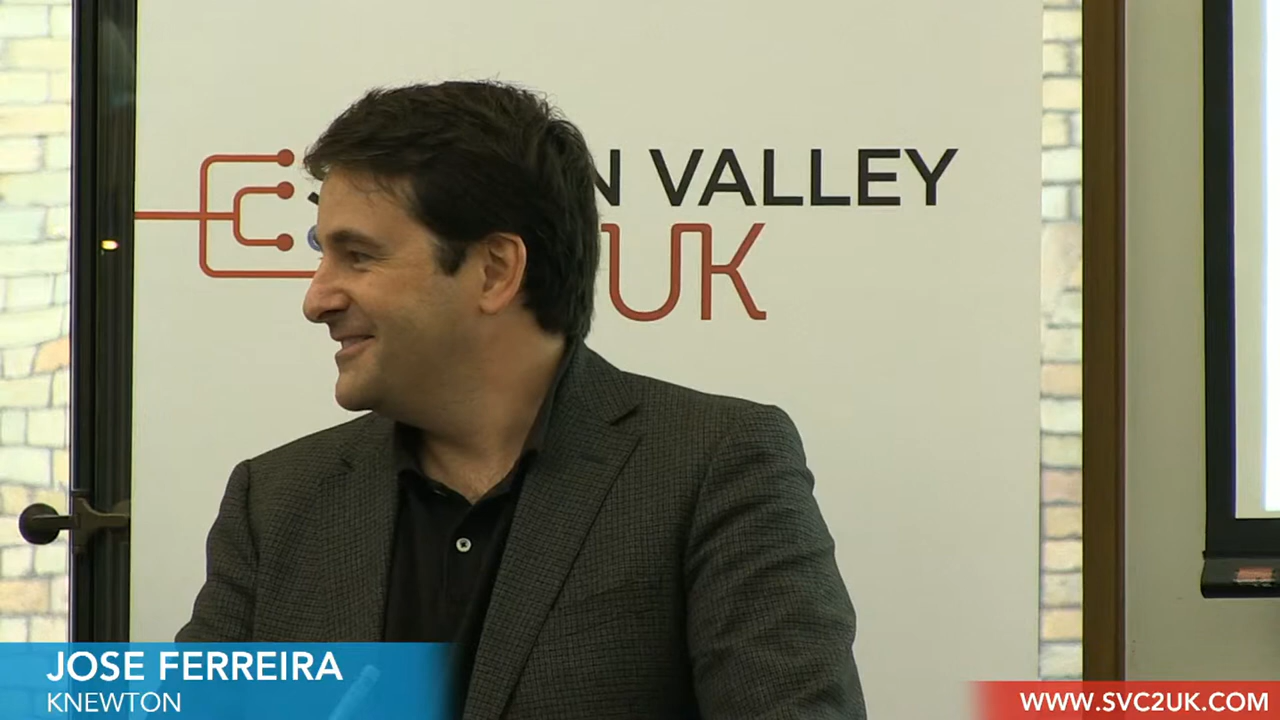 N VALLEY
UK
JOSE FERREIRA
KNEWTON
WWW.SVC2UK.COM